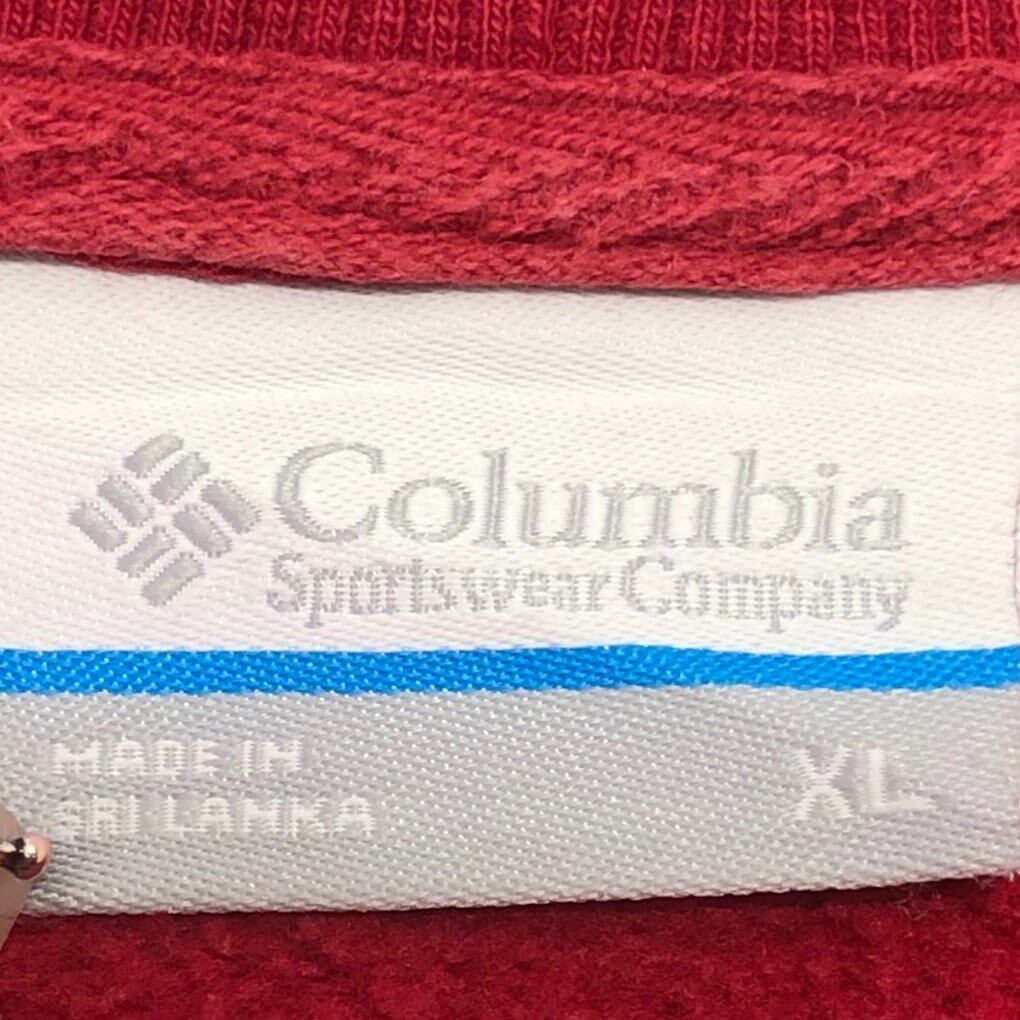 Columbia
Sportswear Company
MADE IN
SRI LANKA
XL